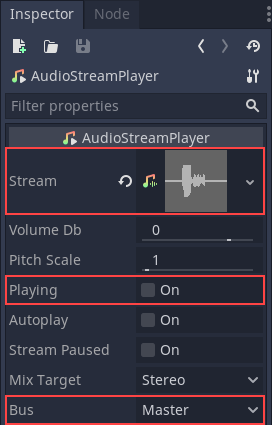 Inspector Node
AudioStreamPlayer
Filter properties
AudioStreamPlayer
Stream
Volume Db 0
Pitch Scale 1
Playing On
Autoplay On
Stream Paused On
Mix Target Stereo
Bus Master